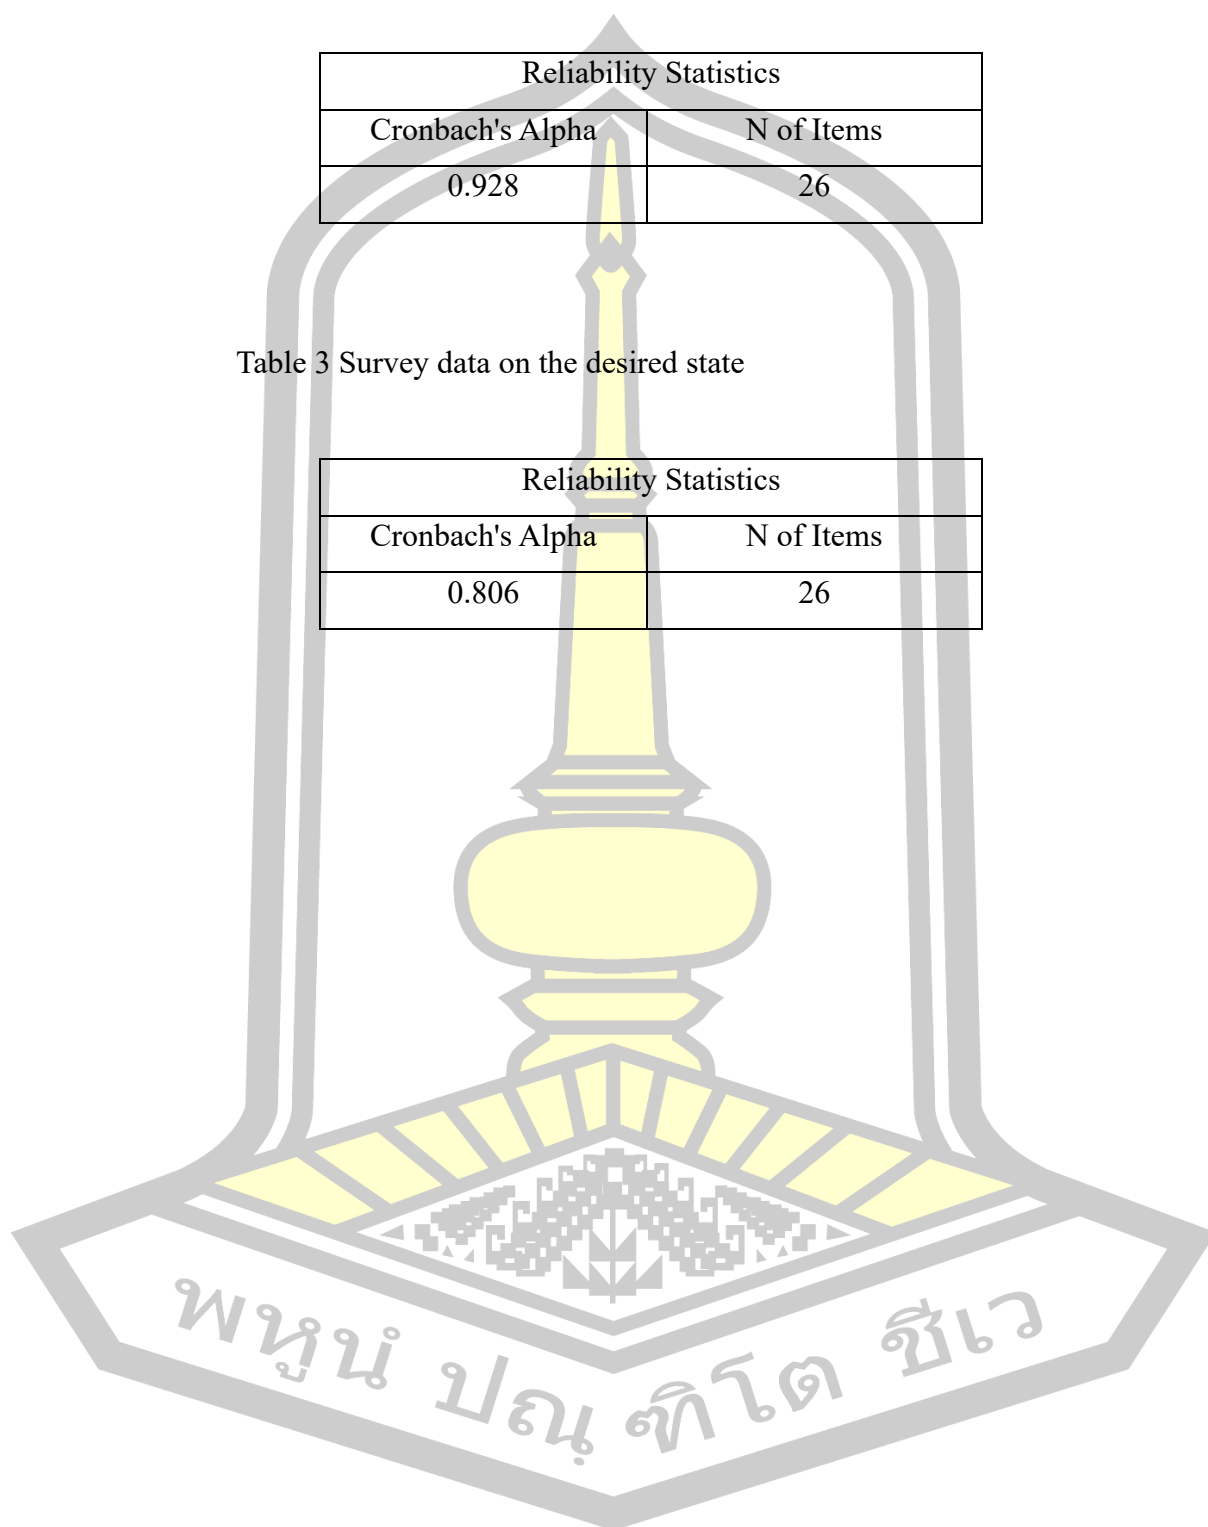 Reliability Statistics
Cronbach's Alpha N of Items
0.928 26
Table 3 Survey data on the desired state
Reliability Statistics
Cronbach's Alpha N of Items
0.806 26
พหูนํ ปณฺฑิโต ชีเว